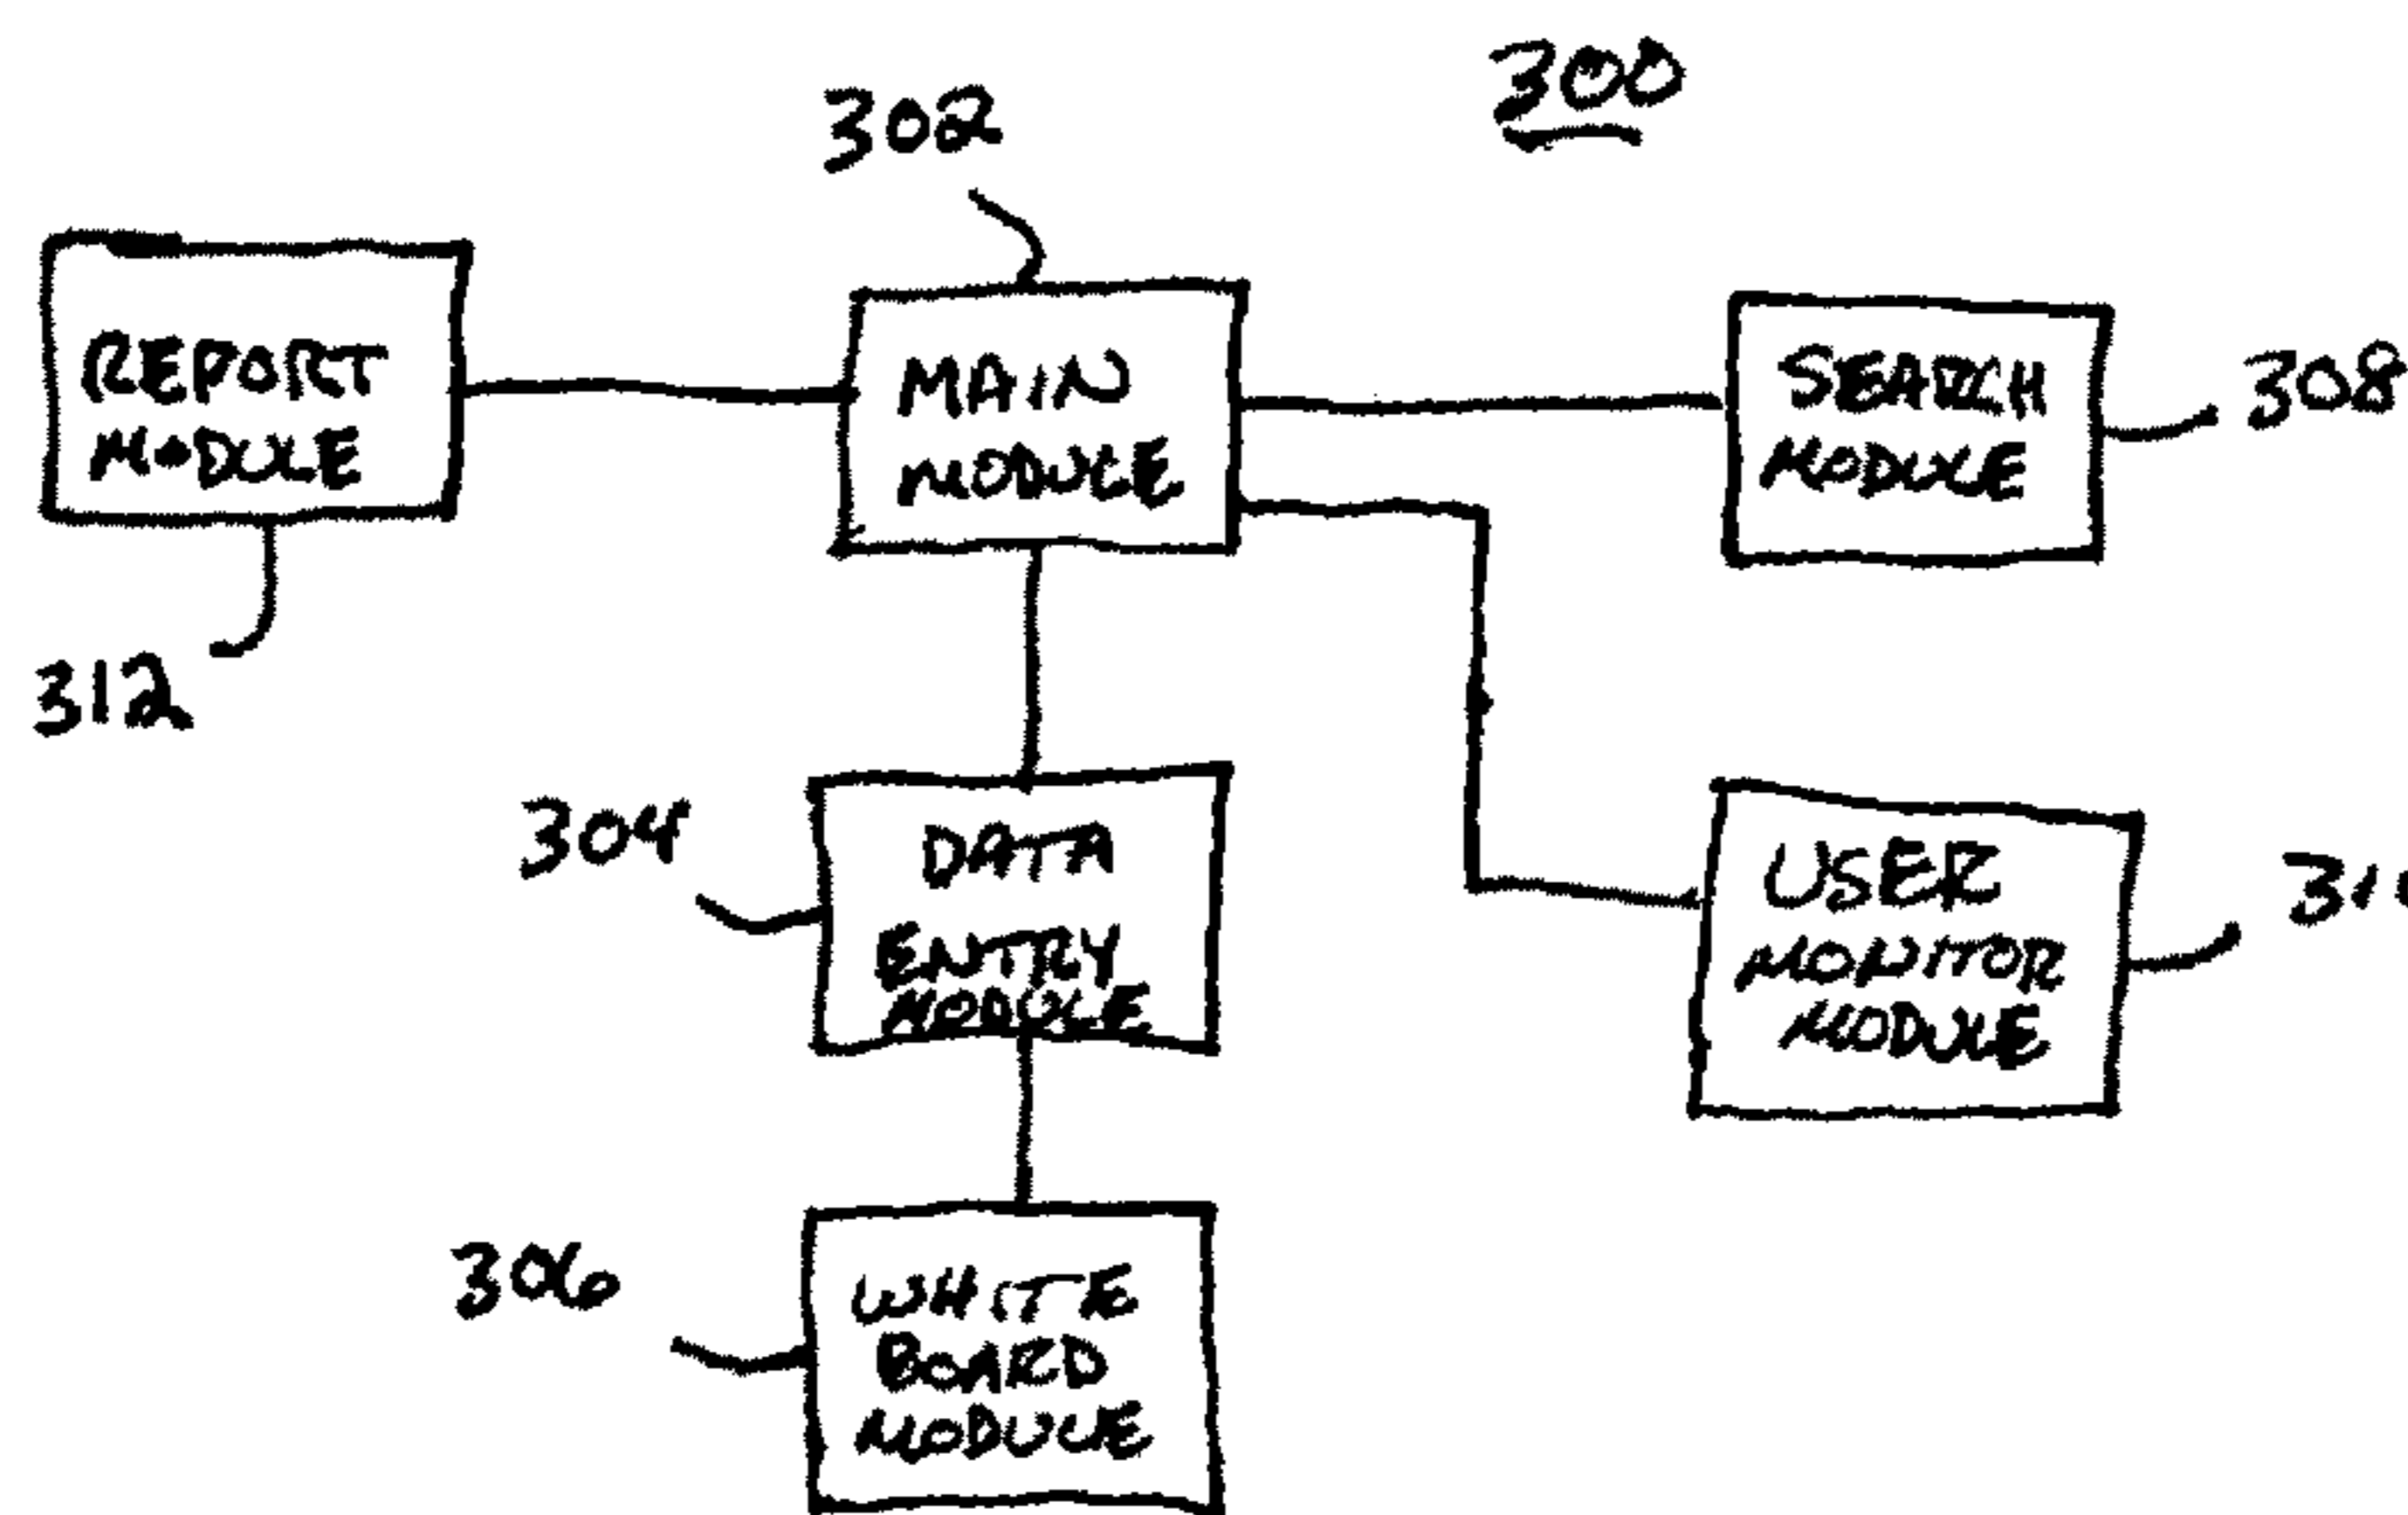 300
302
REPORT
MODULE
MAIN
MODULE
SEARCH
MODULE
308
312
304
DATA
ENTRY
MODULE
USER
MONITOR
MODULE
306
WHITE
BOARD
MODULE